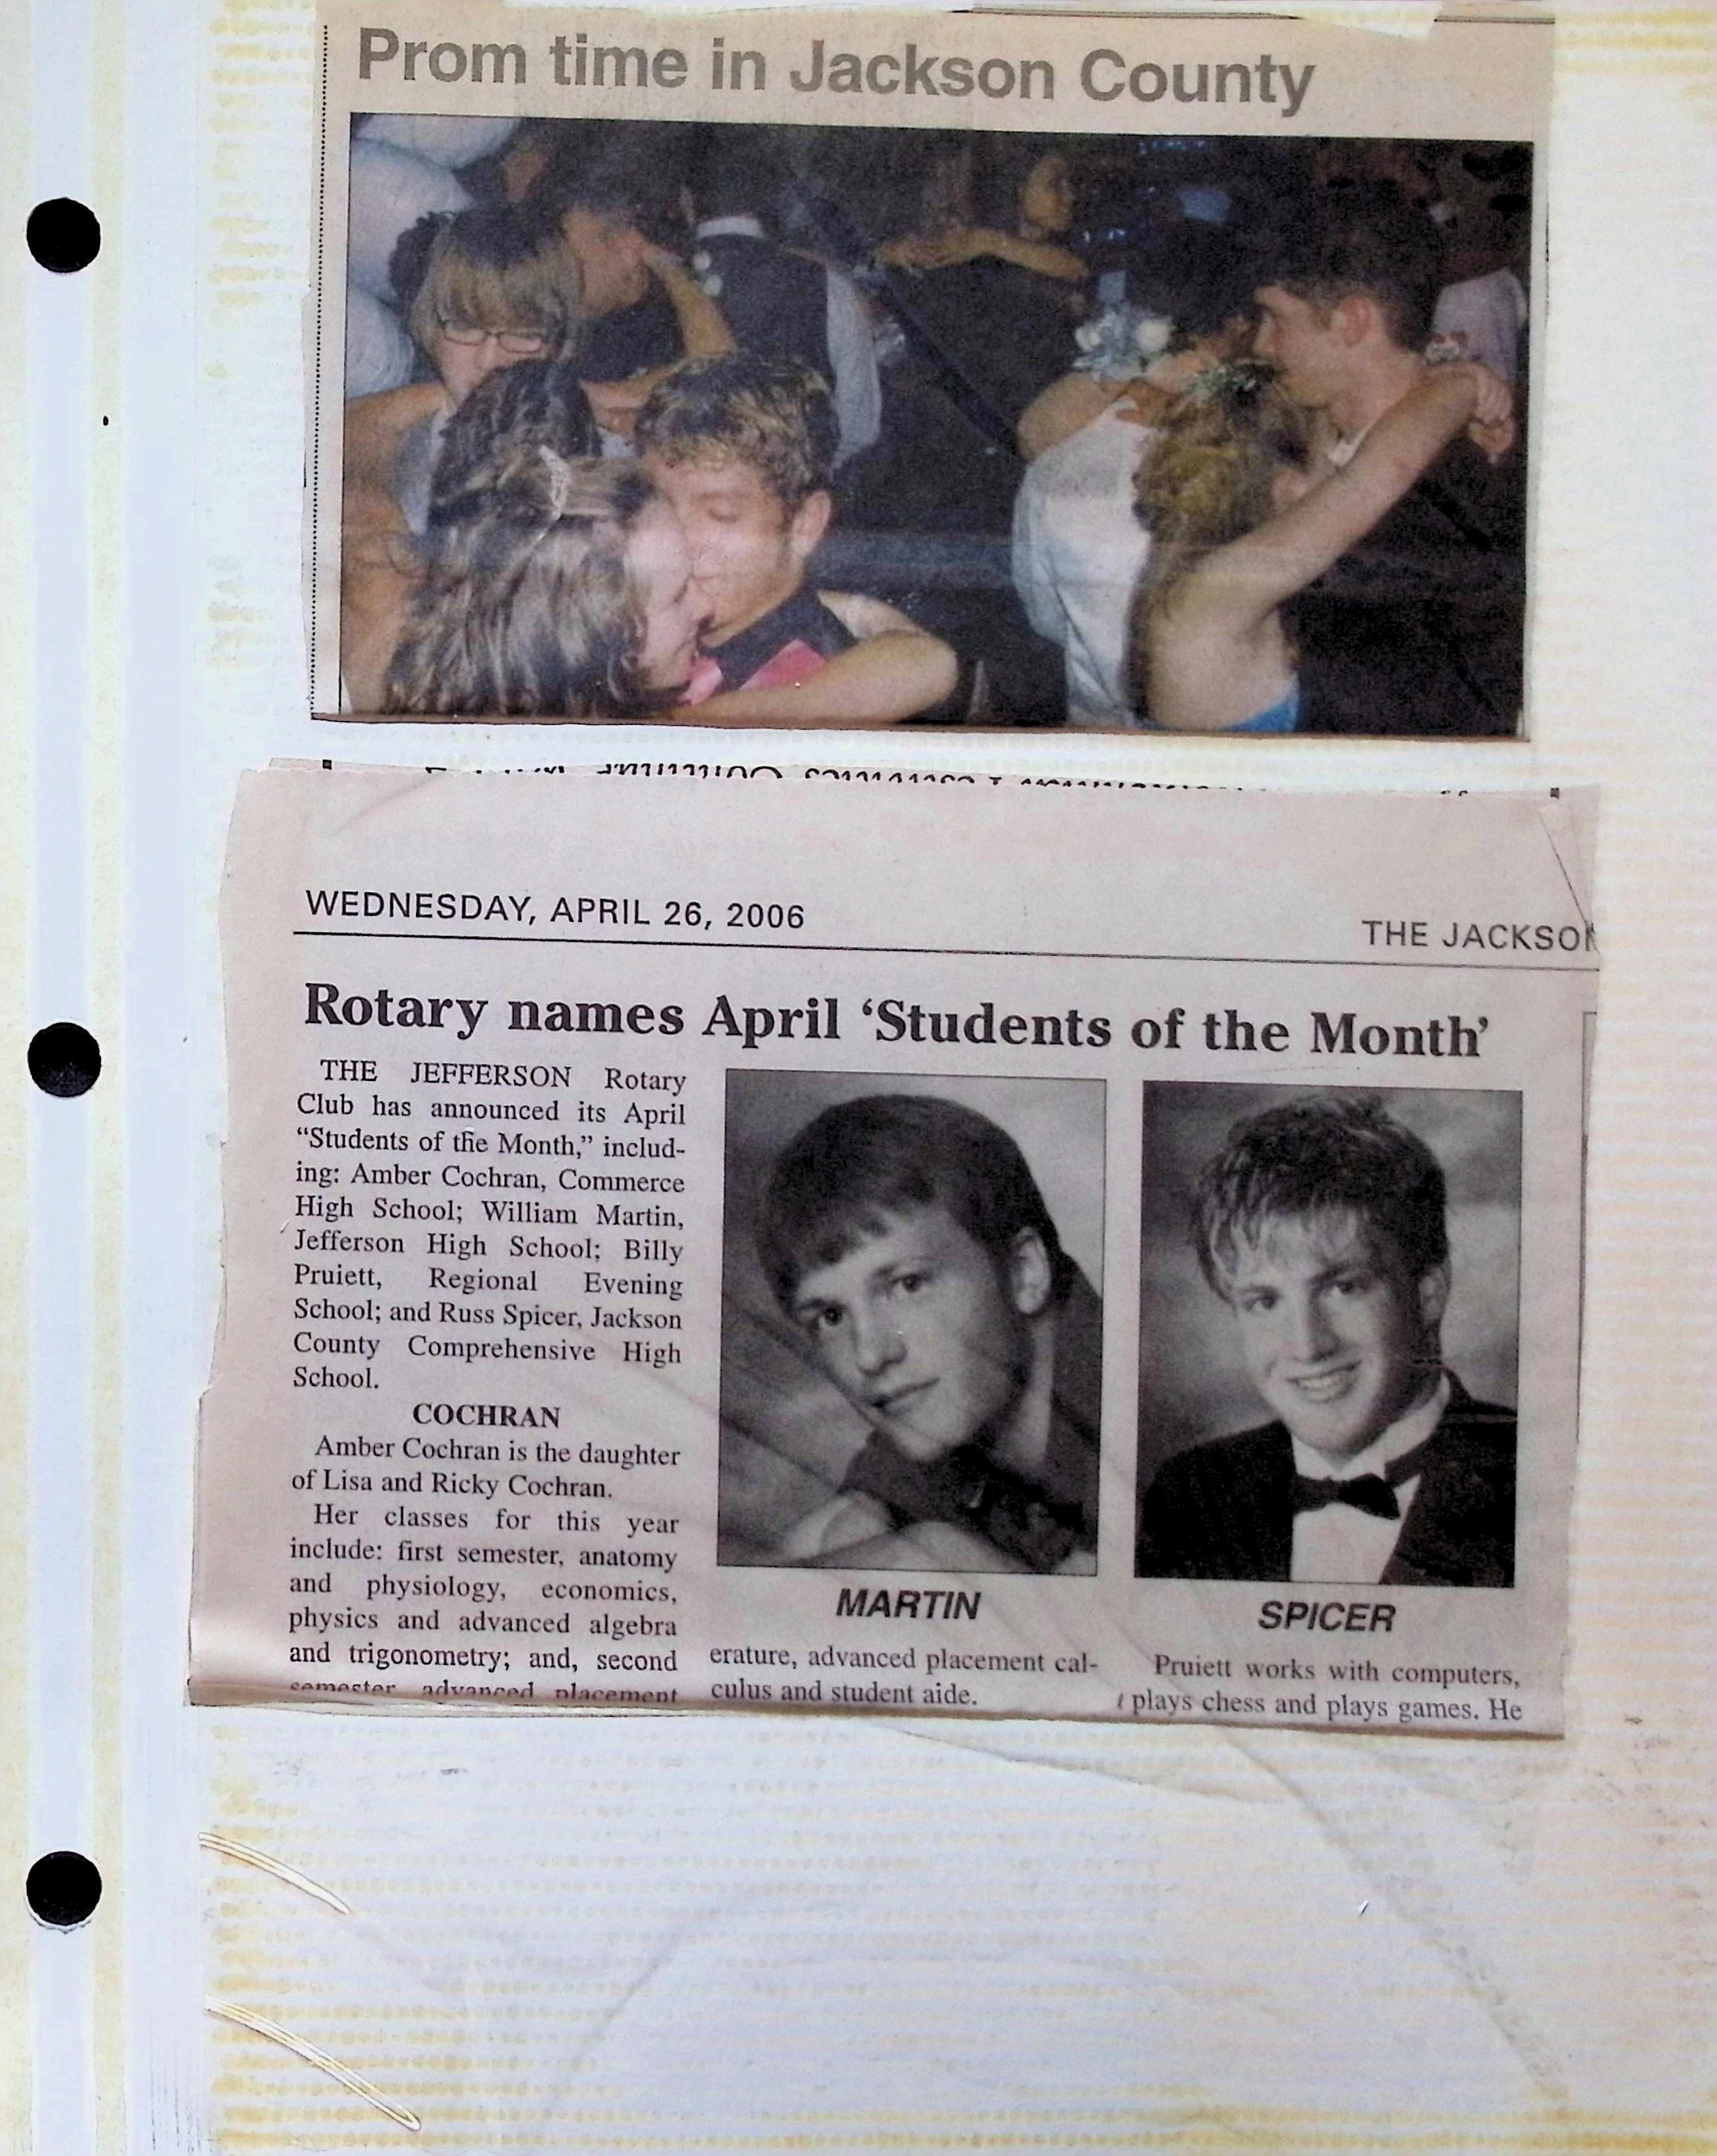 Prom time in Jackson County
WEDNESDAY, APRIL 26, 2006
THE JACKSON
Rotary names April ‘Students of the Month’
THE JEFFERSON Rotary
Club has announced its April
“Students of the Month,” includ-
ing: Amber Cochran, Commerce
High School; William Martin,
Jefferson High School; Billy
Pruiett, Regional Evening
School; and Russ Spicer, Jackson
County Comprehensive High
School.
COCHRAN
Amber Cochran is the daughter
of Lisa and Ricky Cochran.
Her classes for this year
include: first semester, anatomy
and physiology, economics,
physics and advanced algebra
and trigonometry; and, second
semester, advanced placement
MARTIN
erature, advanced placement cal-
culus and student aide.
SPICER
Pruiett works with computers,
plays chess and plays games. He